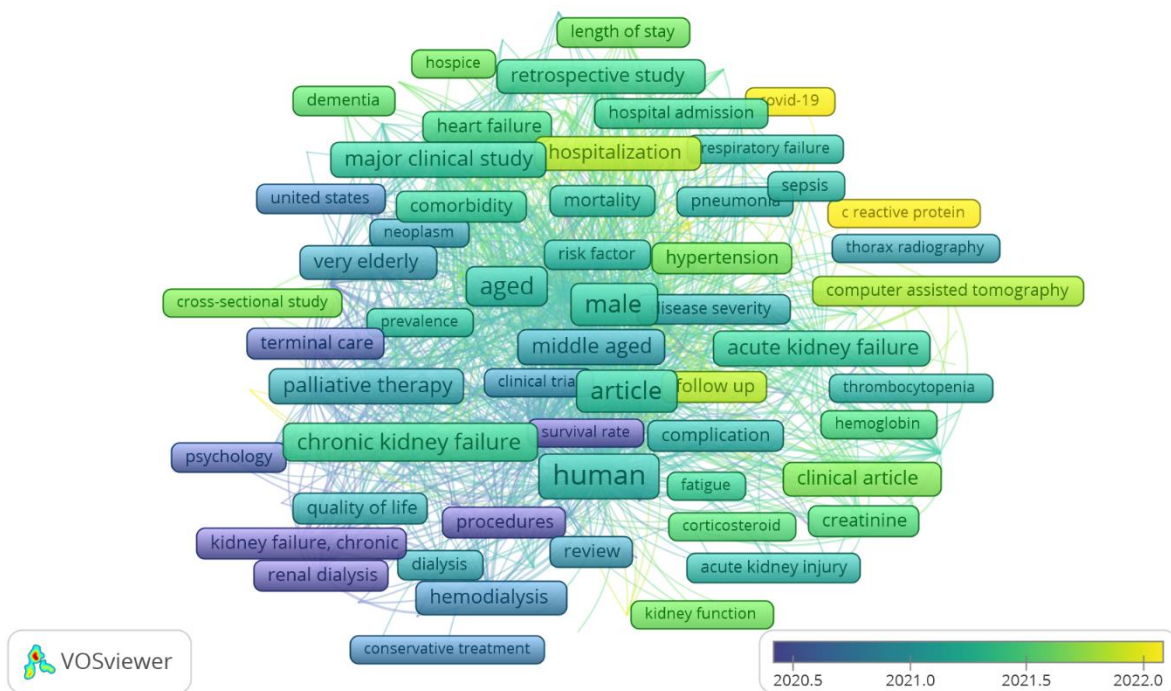 length of stay
hospice
retrospective study
dementia
hospital admission
covid-19
heart failure
major clinical study
hospitalization
respiratory failure
united states
comorbidity
mortality
pneumonia
sepsis
neoplasm
c reactive protein
very elderly
risk factor
hypertension
thorax radiography
aged
male
computer assisted tomography
cross-sectional study
prevalence
disease severity
terminal care
middle aged
acute kidney failure
palliative therapy
clinical trial
article
follow up
thrombocytopenia
hemoglobin
chronic kidney failure
survival rate
complication
psychology
human
fatigue
clinical article
quality of life
procedures
corticosteroid
creatinine
kidney failure, chronic
dialysis
review
acute kidney injury
renal dialysis
hemodialysis
kidney function
conservative treatment
VOSviewer
2020.5 2021.0 2021.5 2022.0